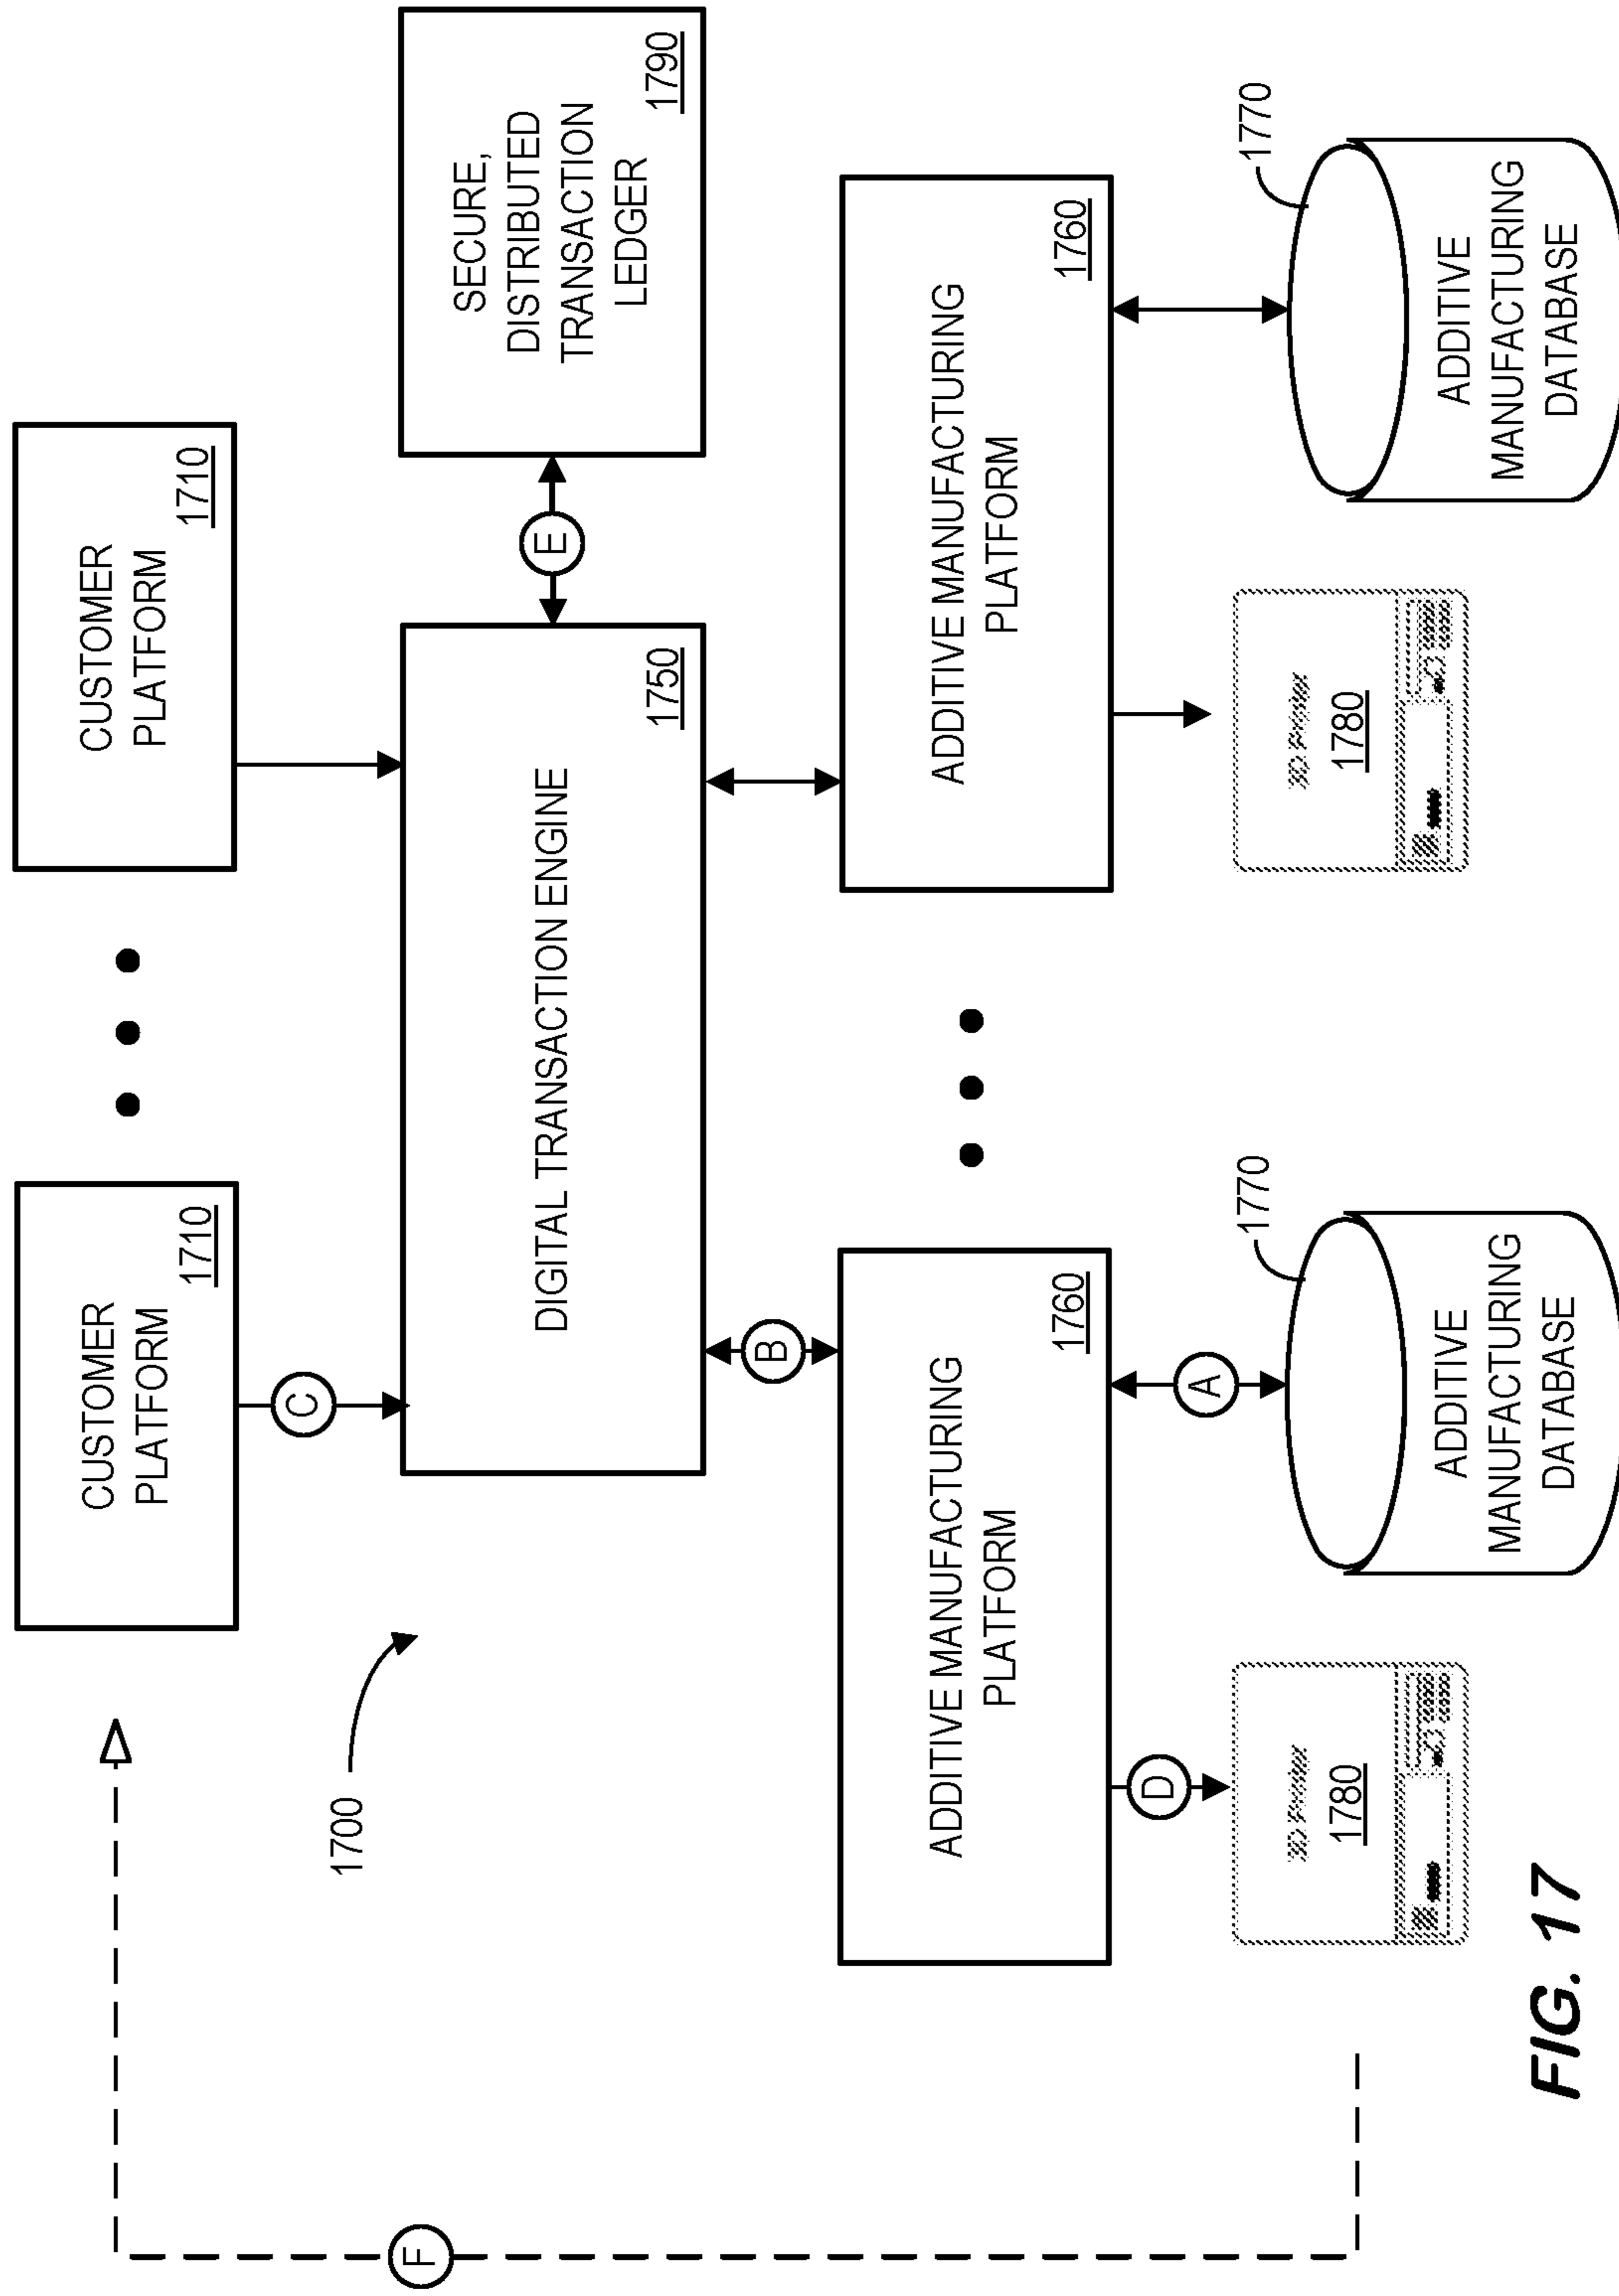 CUSTOMER
PLATFORM
1710
CUSTOMER
PLATFORM
1710
C
1700
DIGITAL TRANSACTION ENGINE
1750
E
SECURE,
DISTRIBUTED
TRANSACTION
LEDGER
1790
F
B
ADDITIVE MANUFACTURING
PLATFORM
1760
ADDITIVE MANUFACTURING
PLATFORM
1760
D
A
1780
1770
ADDITIVE
MANUFACTURING
DATABASE
1780
1770
ADDITIVE
MANUFACTURING
DATABASE
FIG. 17